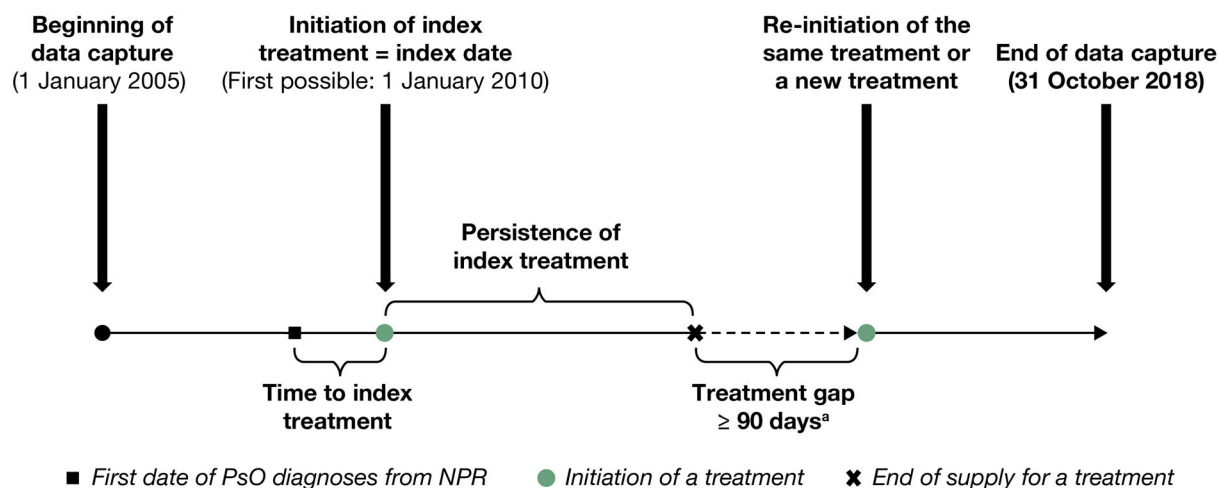 Beginning of
data capture
(1 January 2005)
Initiation of index
treatment = index date
(First possible: 1 January 2010)
Re-initiation of the
same treatment or
a new treatment
End of data capture
(31 October 2018)
Persistence of
index treatment
Time to index
treatment
Treatment gap
≥ 90 daysᵃ
First date of PsO diagnoses from NPR
Initiation of a treatment
End of supply for a treatment